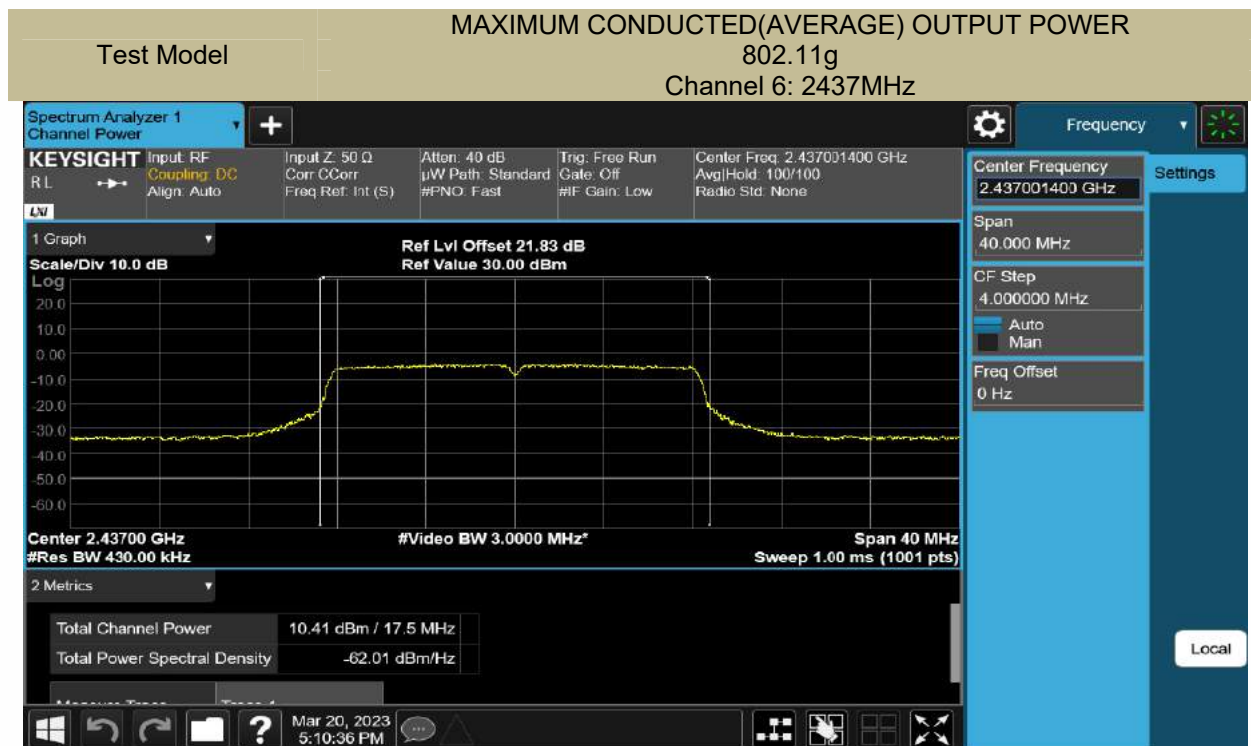 Test Model
MAXIMUM CONDUCTED(AVERAGE) OUTPUT POWER
802.11g
Channel 6: 2437MHz
Spectrum Analyzer 1
Channel Power
Frequency
KEYSIGHT
RL
LXI
Input: RF
Coupling: DC
Align: Auto
Input Z: 50 Ω
Corr CCorr
Freq Ref: Int (S)
Atten: 40 dB
µW Path: Standard
#PNO: Fast
Trig: Free Run
Gate: Off
#IF Gain: Low
Center Freq: 2.437001400 GHz
Avg|Hold: 100/100
Radio Std: None
Center Frequency
2.437001400 GHz
Settings
Span
40.000 MHz
CF Step
4.000000 MHz
Auto
Man
Freq Offset
0 Hz
Local
1 Graph
Scale/Div 10.0 dB
Ref Lvl Offset 21.83 dB
Ref Value 30.00 dBm
Log
20.0
10.0
0.00
-10.0
-20.0
-30.0
-40.0
-50.0
-60.0
Center 2.43700 GHz
#Video BW 3.0000 MHz*
Span 40 MHz
#Res BW 430.00 kHz
Sweep 1.00 ms (1001 pts)
2 Metrics
Total Channel Power 10.41 dBm / 17.5 MHz
Total Power Spectral Density -62.01 dBm/Hz
?
Mar 20, 2023
5:10:36 PM